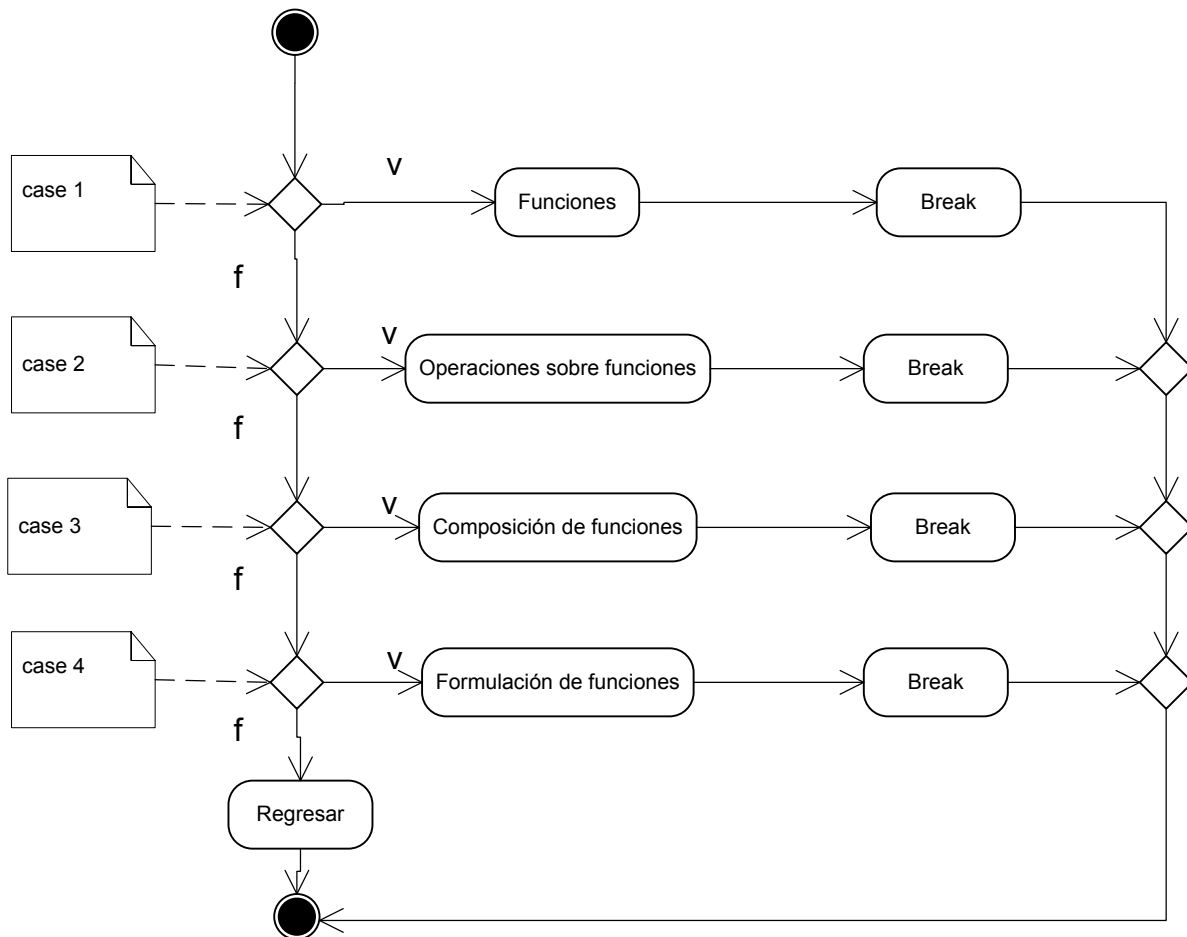 v
case 1
Funciones
Break
f
v
case 2
Operaciones sobre funciones
Break
f
v
case 3
Composición de funciones
Break
f
v
case 4
Formulación de funciones
Break
f
Regresar